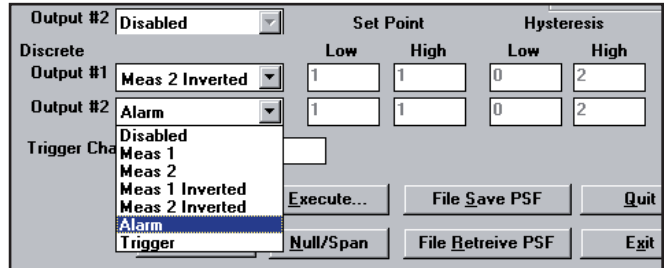 Output #2 Disabled Set Point Hysteresis
Discrete Low High Low High
Output #1 Meas 2 Inverted 1 1 0 2
Output #2 Alarm 1 1 0 2
Disabled
Trigger Cha Meas 1
Meas 2
Meas 1 Inverted
Meas 2 Inverted
Execute... File Save PSF Quit
Alarm
Trigger Null/Span File Retreive PSF Exit